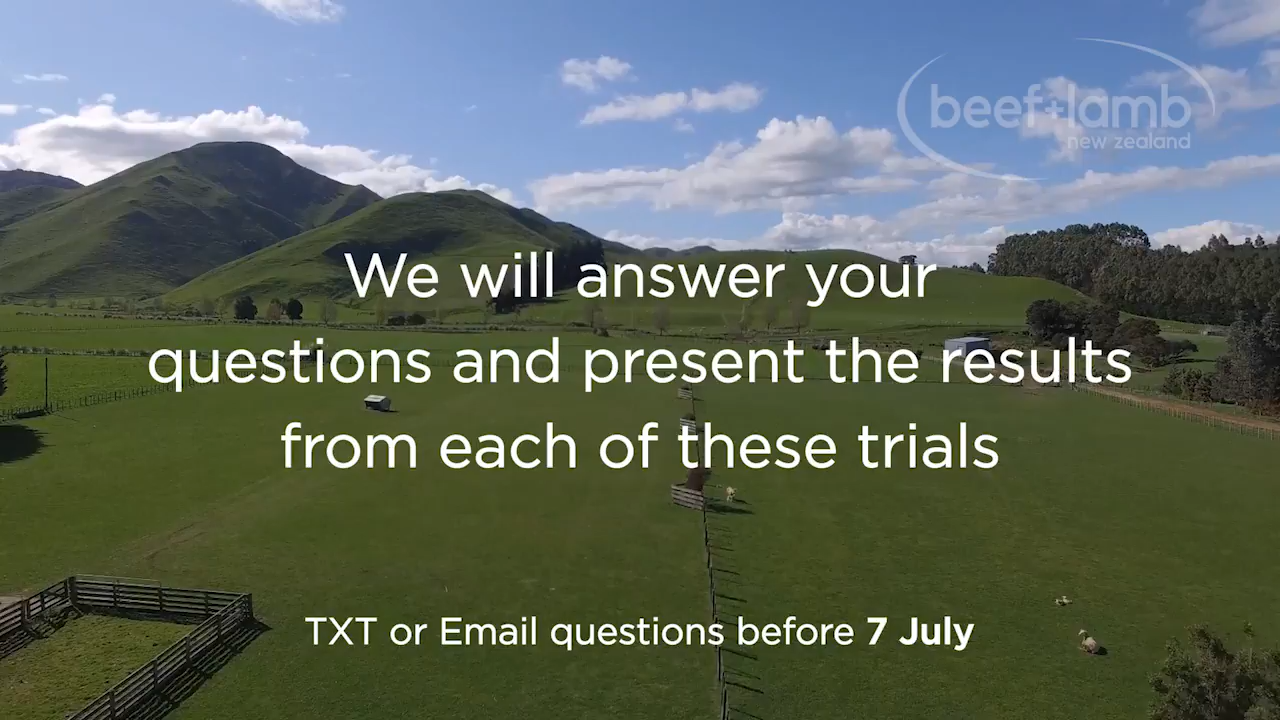 beef+lamb
new zealand
We will answer your
questions and present the results
from each of these trials
TXT or Email questions before 7 July